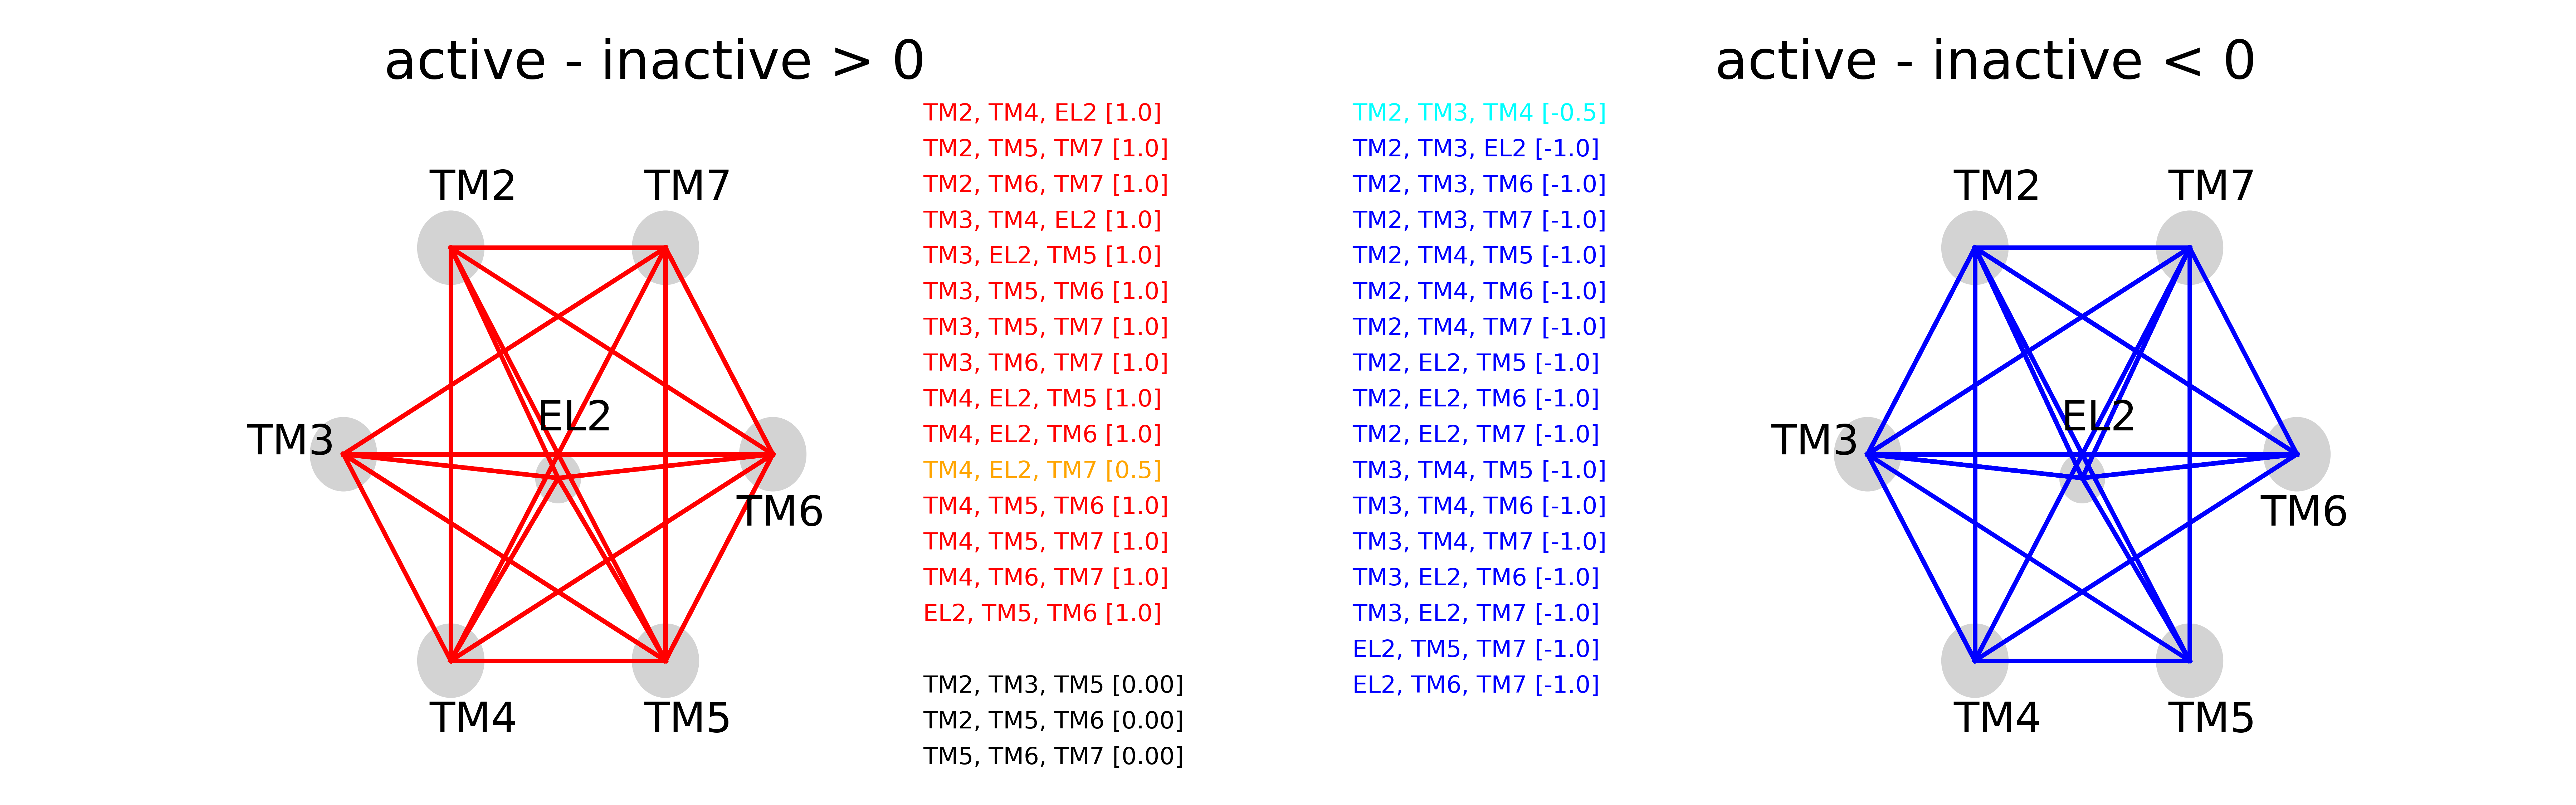 active - inactive > 0
TM2
TM7
TM3
EL2
TM6
TM4
TM5
TM2, TM4, EL2 [1.0]
TM2, TM5, TM7 [1.0]
TM2, TM6, TM7 [1.0]
TM3, TM4, EL2 [1.0]
TM3, EL2, TM5 [1.0]
TM3, TM5, TM6 [1.0]
TM3, TM5, TM7 [1.0]
TM3, TM6, TM7 [1.0]
TM4, EL2, TM5 [1.0]
TM4, EL2, TM6 [1.0]
TM4, EL2, TM7 [0.5]
TM4, TM5, TM6 [1.0]
TM4, TM5, TM7 [1.0]
TM4, TM6, TM7 [1.0]
EL2, TM5, TM6 [1.0]
TM2, TM3, TM5 [0.00]
TM2, TM5, TM6 [0.00]
TM5, TM6, TM7 [0.00]
active - inactive < 0
TM2, TM3, TM4 [-0.5]
TM2, TM3, EL2 [-1.0]
TM2, TM3, TM6 [-1.0]
TM2, TM3, TM7 [-1.0]
TM2, TM4, TM5 [-1.0]
TM2, TM4, TM6 [-1.0]
TM2, TM4, TM7 [-1.0]
TM2, EL2, TM5 [-1.0]
TM2, EL2, TM6 [-1.0]
TM2, EL2, TM7 [-1.0]
TM3, TM4, TM5 [-1.0]
TM3, TM4, TM6 [-1.0]
TM3, TM4, TM7 [-1.0]
TM3, EL2, TM6 [-1.0]
TM3, EL2, TM7 [-1.0]
EL2, TM5, TM7 [-1.0]
EL2, TM6, TM7 [-1.0]
TM2
TM7
TM3
EL2
TM6
TM4
TM5